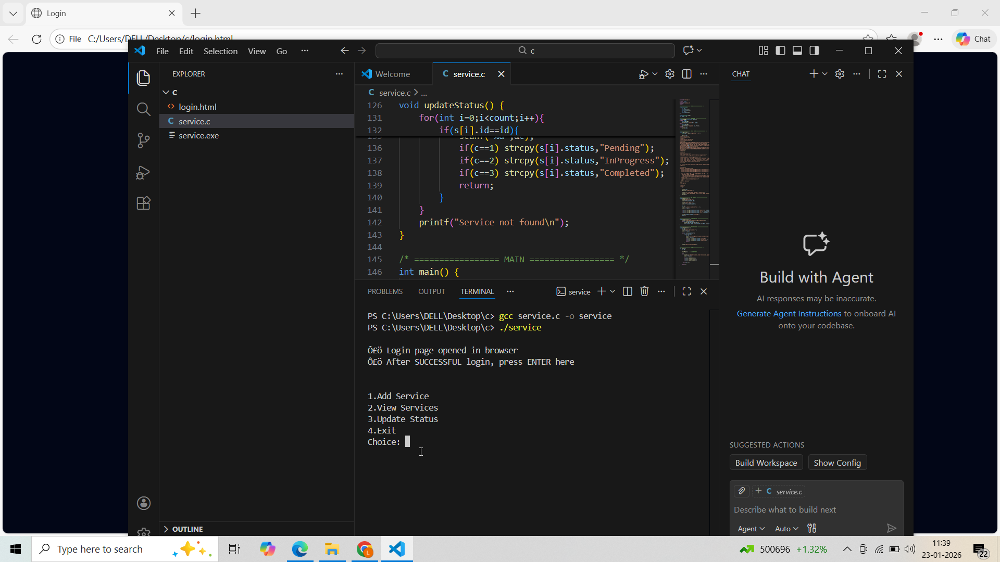 Login
File C:/Users/DELL/Desktop/c/login.html
Chat
File Edit Selection View Go
c
EXPLORER
C
login.html
service.c
service.exe
OUTLINE
Welcome
service.c
service.c > ...
126 void updateStatus() {
131 for(int i=0;i<count;i++){
132 if(s[i].id==id){
136 if(c==1) strcpy(s[i].status,"Pending");
137 if(c==2) strcpy(s[i].status,"InProgress");
138 if(c==3) strcpy(s[i].status,"Completed");
139 return;
140 }
141 }
142 printf("Service not found\n");
143 }
144
145 /* ================= MAIN ================= */
146 int main() {
PROBLEMS OUTPUT TERMINAL
service
PS C:\Users\DELL\Desktop\c> gcc service.c -o service
PS C:\Users\DELL\Desktop\c> ./service
Ô£ö Login page opened in browser
Ô£ö After SUCCESSFUL login, press ENTER here
1.Add Service
2.View Services
3.Update Status
4.Exit
Choice:
CHAT
Build with Agent
AI responses may be inaccurate.
Generate Agent Instructions to onboard AI
onto your codebase.
SUGGESTED ACTIONS
Build Workspace Show Config
service.c
Describe what to build next
Agent Auto
Type here to search
500696 +1.32%
11:39
23-01-2026
22